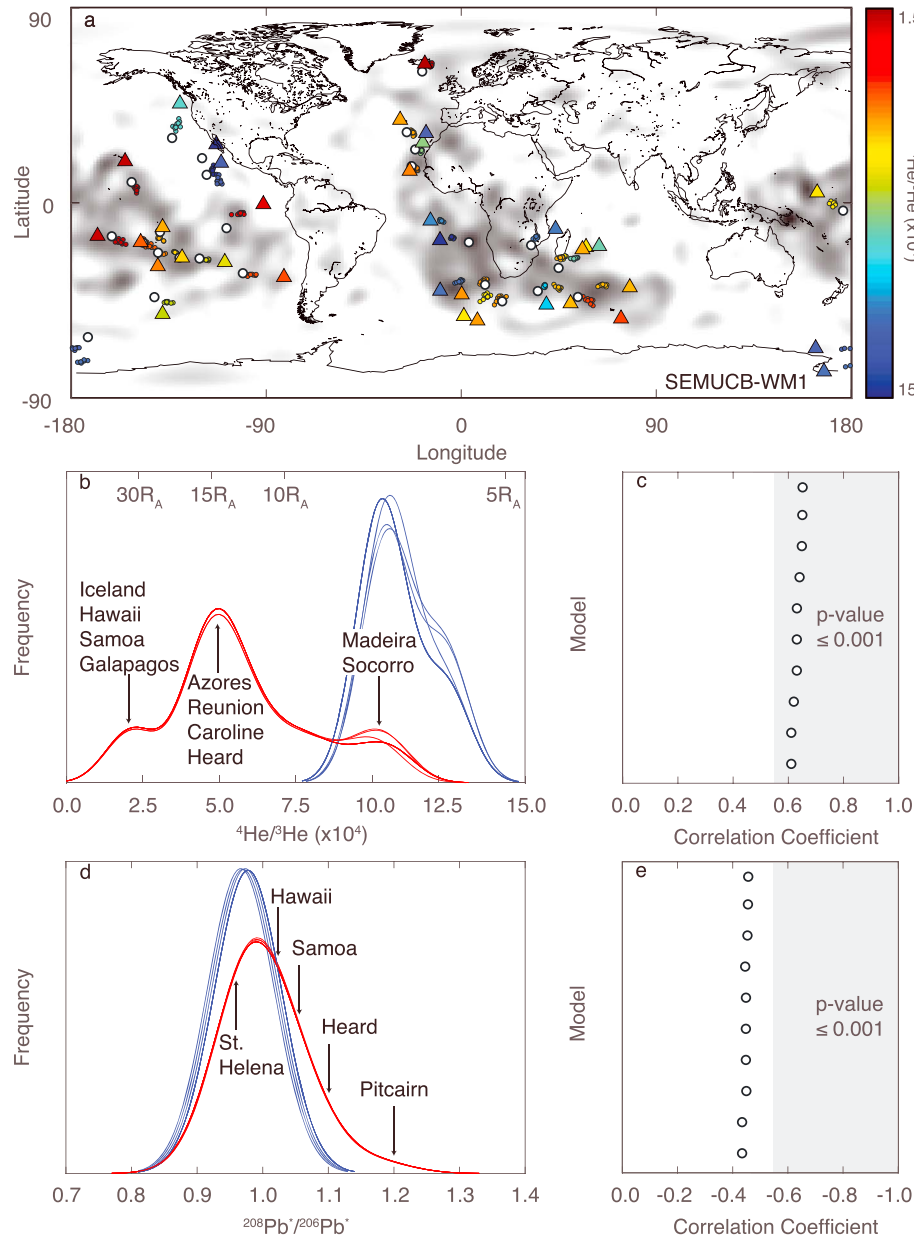 a
90
0
-90
Latitude
-180
-90
0
90
180
Longitude
SEMUCB-WM1
1.5
15
b
30R_A
15R_A
10R_A
5R_A
Frequency
Iceland
Hawaii
Samoa
Galapagos
Azores
Reunion
Caroline
Heard
Madeira
Socorro
0.0
2.5
5.0
7.5
10.0
12.5
15.0
⁴He/³He (x10⁴)
c
Model
p-value
≤ 0.001
0.0
0.2
0.4
0.6
0.8
1.0
Correlation Coefficient
d
Frequency
Hawaii
Samoa
Heard
Pitcairn
St.
Helena
0.7
0.8
0.9
1.0
1.1
1.2
1.3
1.4
²⁰⁸Pb*/²⁰⁶Pb*
e
Model
p-value
≤ 0.001
0.0
-0.2
-0.4
-0.6
-0.8
-1.0
Correlation Coefficient